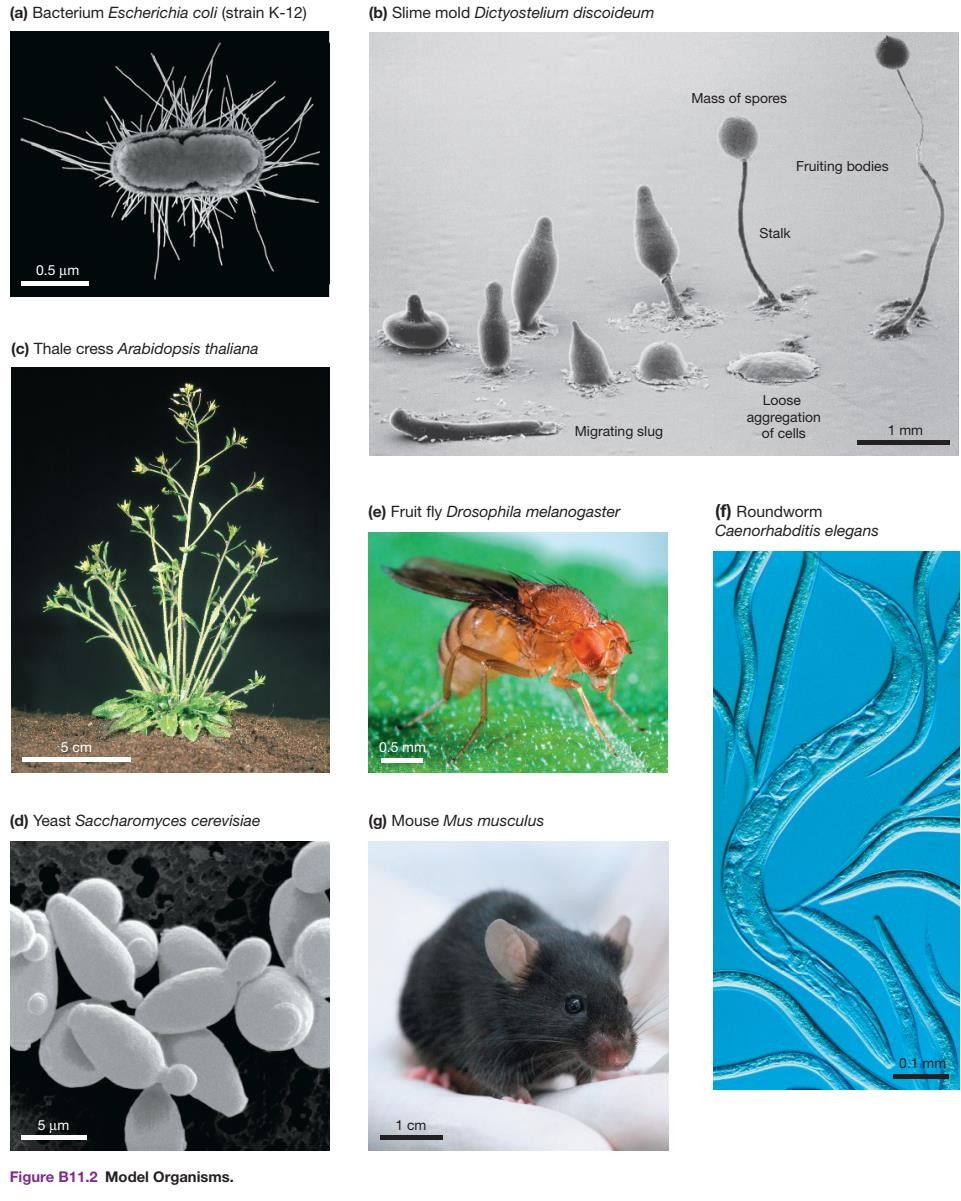 (a) Bacterium Escherichia coli (strain K-12)
0.5 µm
(b) Slime mold Dictyostelium discoideum
Mass of spores
Fruiting bodies
Stalk
Loose
aggregation
of cells
Migrating slug
1 mm
(c) Thale cress Arabidopsis thaliana
5 cm
(d) Yeast Saccharomyces cerevisiae
5 µm
(e) Fruit fly Drosophila melanogaster
0.5 mm
(f) Roundworm
Caenorhabditis elegans
0.1 mm
(g) Mouse Mus musculus
1 cm
Figure B11.2 Model Organisms.